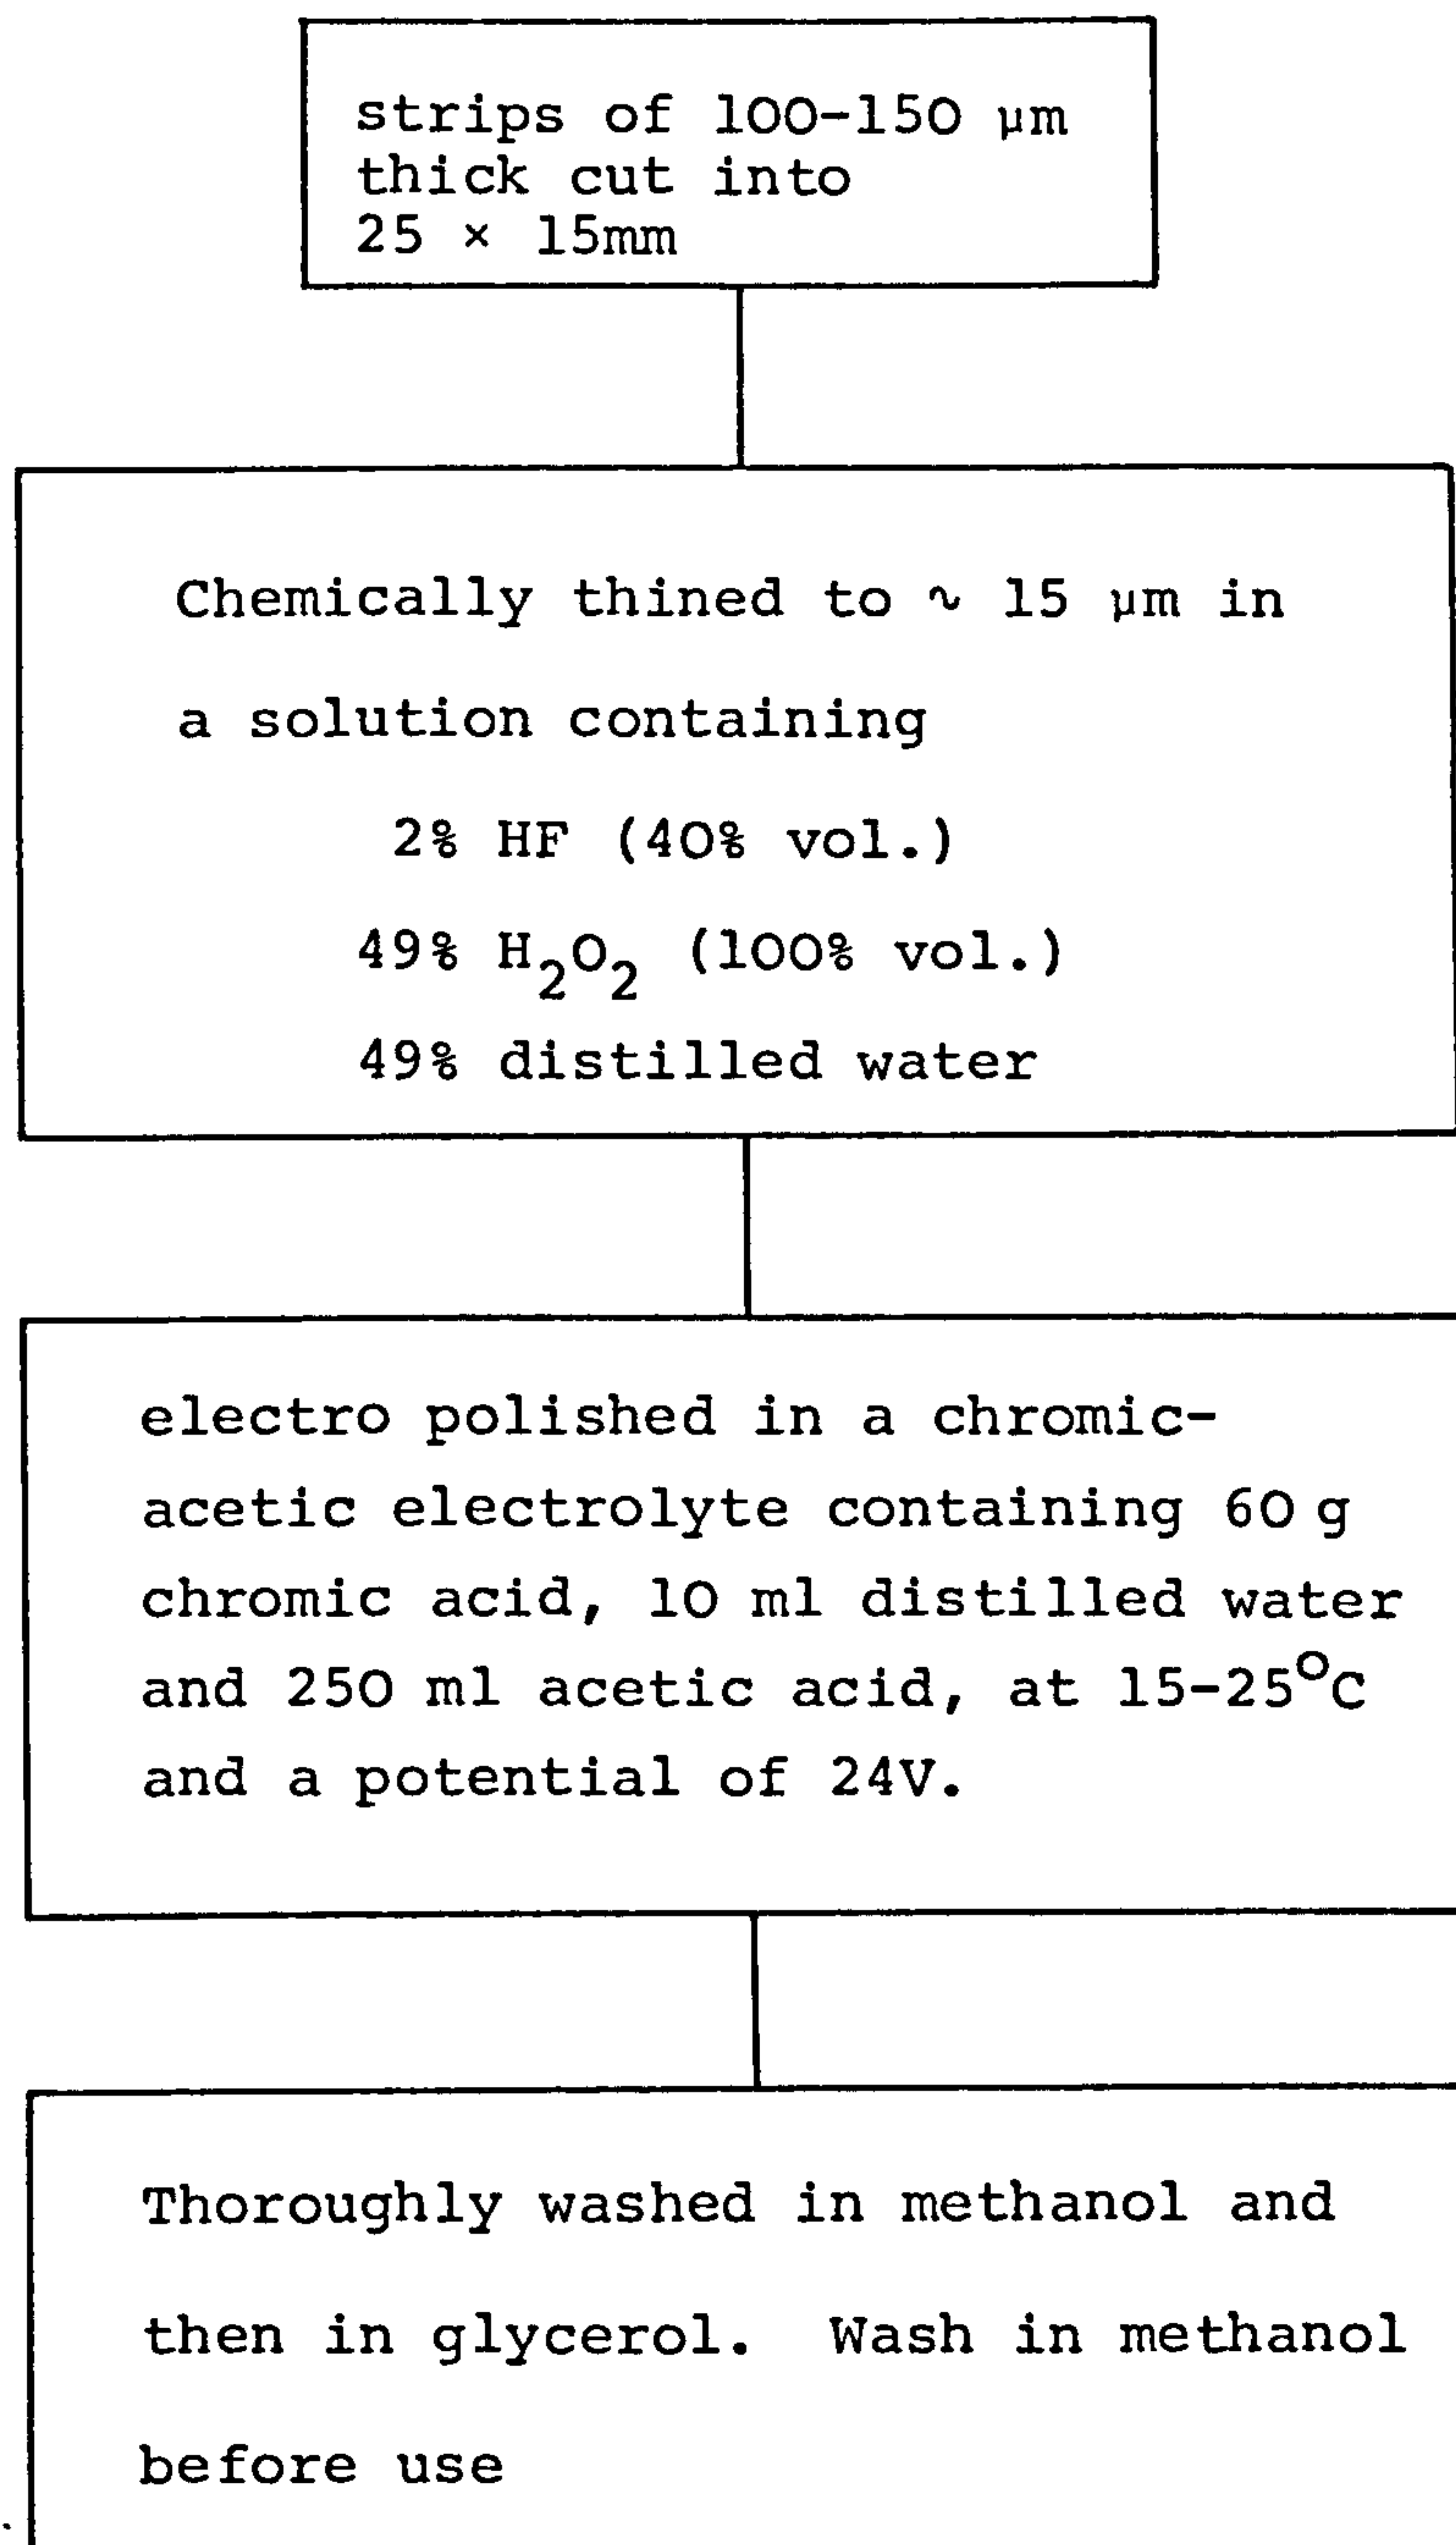 strips of 100-150 μm
thick cut into
25 × 15mm
Chemically thined to ~ 15 μm in
a solution containing
2% HF (40% vol.)
49% H₂O₂ (100% vol.)
49% distilled water
electro polished in a chromic-
acetic electrolyte containing 60 g
chromic acid, 10 ml distilled water
and 250 ml acetic acid, at 15-25°C
and a potential of 24V.
Thoroughly washed in methanol and
then in glycerol. Wash in methanol
before use